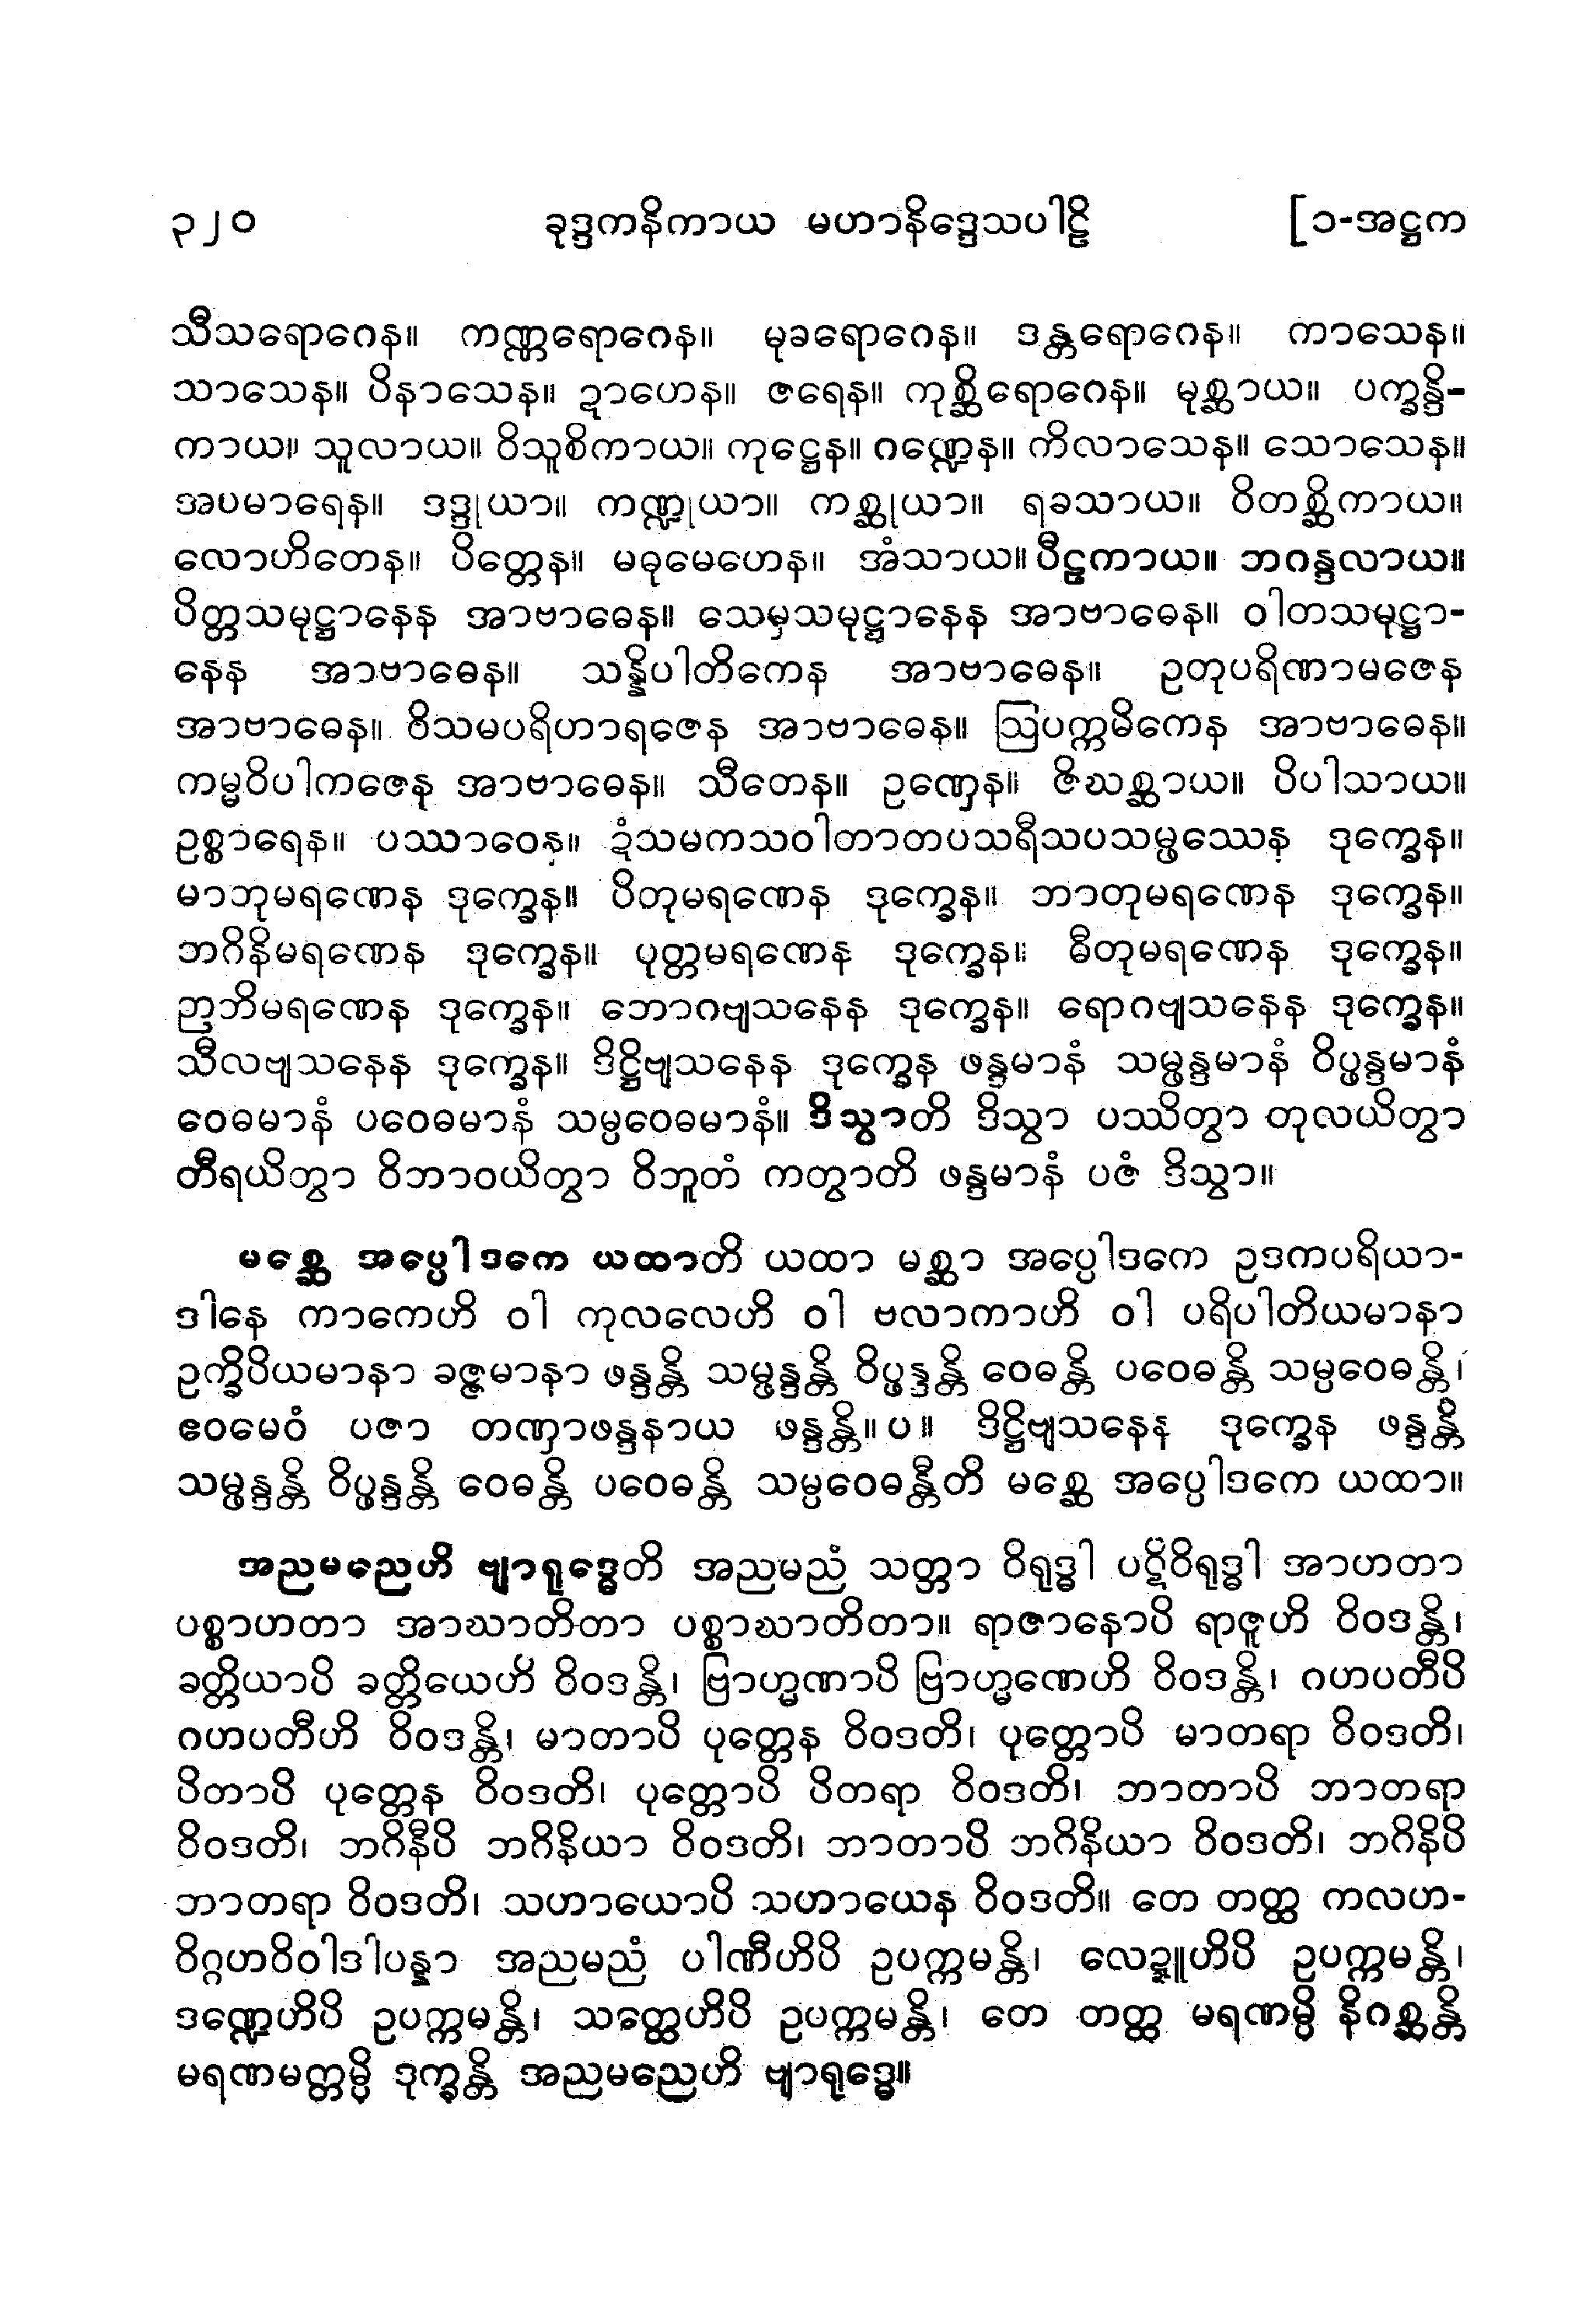 ၃၂၀ ခုဒ္ဒကနိကာယ မဟာနိဒ္ဒေသပါဠိ [၁-အဋ္ဌက
သီသရောဂေန။ ကဏ္ဏရောဂေန။ မုခရောဂေန။ ဒန္တရောဂေန။ ကာသေန။
သာသေန။ ပိနာသေန။ ဍာဟေန။ ဇရေန။ ကုစ္ဆိရောဂေန။ မုစ္ဆာယ။ ပက္ခန္ဒိ-
ကာယ။ သူလာယ။ ဝိသူစိကာယ။ ကုဋ္ဌေန။ ဂဏ္ဍေန။ ကိလာသေန။ သောသေန။
အပမာရေန။ ဒဒ္ဒုယာ။ ကဏ္ဍုယာ။ ကစ္ဆုယာ။ ရခသာယ။ ဝိတစ္ဆိကာယ။
လောဟိတေန။ ပိတ္တေန။ မဓုမေဟေန။ အံသာယ။ ပီဠကာယ။ ဘဂန္ဒလာယ။
ပိတ္တသမုဋ္ဌာနေန အာဗာဓေန။ သေမှသမုဋ္ဌာနေန အာဗာဓေန။ ဝါတသမုဋ္ဌာ-
နေန အာဗာဓေန။ သန္နိပါတိကေန အာဗာဓေန။ ဥတုပရိဏာမဇေန
အာဗာဓေန။ ဝိသမပရိဟာရဇေန အာဗာဓေန။ ဩပက္ကမိကေန အာဗာဓေန။
ကမ္မဝိပါကဇေန အာဗာဓေန။ သီတေန။ ဥဏှေန။ ဇိဃစ္ဆာယ။ ပိပါသာယ။
ဥစ္စာရေန။ ပဿာဝေန။ ဍံသမကသဝါတာတပသရီသပသမ္ဖဿေန ဒုက္ခေန။
မာဘုမရဏေန ဒုက္ခေန။ ပိတုမရဏေန ဒုက္ခေန။ ဘာတုမရဏေန ဒုက္ခေန။
ဘဂိနိမရဏေန ဒုက္ခေန။ ပုတ္တမရဏေန ဒုက္ခေန။ ဓီတုမရဏေန ဒုက္ခေန။
ဉာဘိမရဏေန ဒုက္ခေန။ ဘောဂဗျသနေန ဒုက္ခေန။ ရောဂဗျသနေန ဒုက္ခေန။
သီလဗျသနေန ဒုက္ခေန။ ဒိဋ္ဌိဗျသနေန ဒုက္ခေန ဖန္ဒမာနံ သမ္ဖန္ဒမာနံ ဝိပ္ဖန္ဒမာနံ
ဝေဓမာနံ ပဝေဓမာနံ သမ္ပဝေဓမာနံ။ ဒိသွာတိ ဒိသွာ ပဿိတွာ တုလယိတွာ
တီရယိတွာ ဝိဘာဝယိတွာ ဝိဘူတံ ကတွာတိ ဖန္ဒမာနံ ပဇံ ဒိသွာ။
မစ္ဆေ အပ္ပေါဒကေ ယထာတိ ယထာ မစ္ဆာ အပ္ပေါဒကေ ဥဒကပရိယာ-
ဒါနေ ကာကေဟိ ဝါ ကုလလေဟိ ဝါ ဗလာကာဟိ ဝါ ပရိပါတိယမာနာ
ဥက္ခိပိယမာနာ ခဇ္ဇမာနာ ဖန္ဒန္တိ သမ္ဖန္ဒန္တိ ဝိပ္ဖန္ဒန္တိ ဝေဓန္တိ ပဝေဓန္တိ သမ္ပဝေဓန္တိ၊
ဧဝမေဝံ ပဇာ တဏှာဖန္ဒနာယ ဖန္ဒန္တိ။ ပ။ ဒိဋ္ဌိဗျသနေန ဒုက္ခေန ဖန္ဒန္တိ
သမ္ဖန္ဒန္တိ ဝိပ္ဖန္ဒန္တိ ဝေဓန္တိ ပဝေဓန္တိ သမ္ပဝေဓန္တီတိ မစ္ဆေ အပ္ပေါဒကေ ယထာ။
အညမညေဟိ ဗျာရုဒ္ဓေတိ အညမညံ သတ္တာ ဝိရုဒ္ဓါ ပဋိဝိရုဒ္ဓါ အာဟတာ
ပစ္စာဟတာ အာဃာတိတာ ပစ္စာဃာတိတာ။ ရာဇာနောပိ ရာဇူဟိ ဝိဝဒန္တိ၊
ခတ္တိယာပိ ခတ္တိယေဟိ ဝိဝဒန္တိ၊ ဗြာဟ္မဏာပိ ဗြာဟ္မဏေဟိ ဝိဝဒန္တိ၊ ဂဟပတီပိ
ဂဟပတီဟိ ဝိဝဒန္တိ၊ မာတာပိ ပုတ္တေန ဝိဝဒတိ၊ ပုတ္တောပိ မာတရာ ဝိဝဒတိ၊
ပိတာပိ ပုတ္တေန ဝိဝဒတိ၊ ပုတ္တောပိ ပိတရာ ဝိဝဒတိ၊ ဘာတာပိ ဘာတရာ
ဝိဝဒတိ၊ ဘဂိနီပိ ဘဂိနိယာ ဝိဝဒတိ၊ ဘာတာပိ ဘဂိနိယာ ဝိဝဒတိ၊ ဘဂိနိပိ
ဘာတရာ ဝိဝဒတိ၊ သဟာယောပိ သဟာယေန ဝိဝဒတိ။ တေ တတ္ထ ကလဟ-
ဝိဂ္ဂဟဝိဝါဒါပန္နာ အညမညံ ပါဏီဟိပိ ဥပက္ကမန္တိ၊ လေဍ္ဍူဟိပိ ဥပက္ကမန္တိ၊
ဒဏ္ဍေဟိပိ ဥပက္ကမန္တိ၊ သတ္ထေဟိပိ ဥပက္ကမန္တိ၊ တေ တတ္ထ မရဏမ္ပိ နိဂစ္ဆန္တိ
မရဏမတ္တမ္ပိ ဒုက္ခန္တိ အညမညေဟိ ဗျာရုဒ္ဓေ။